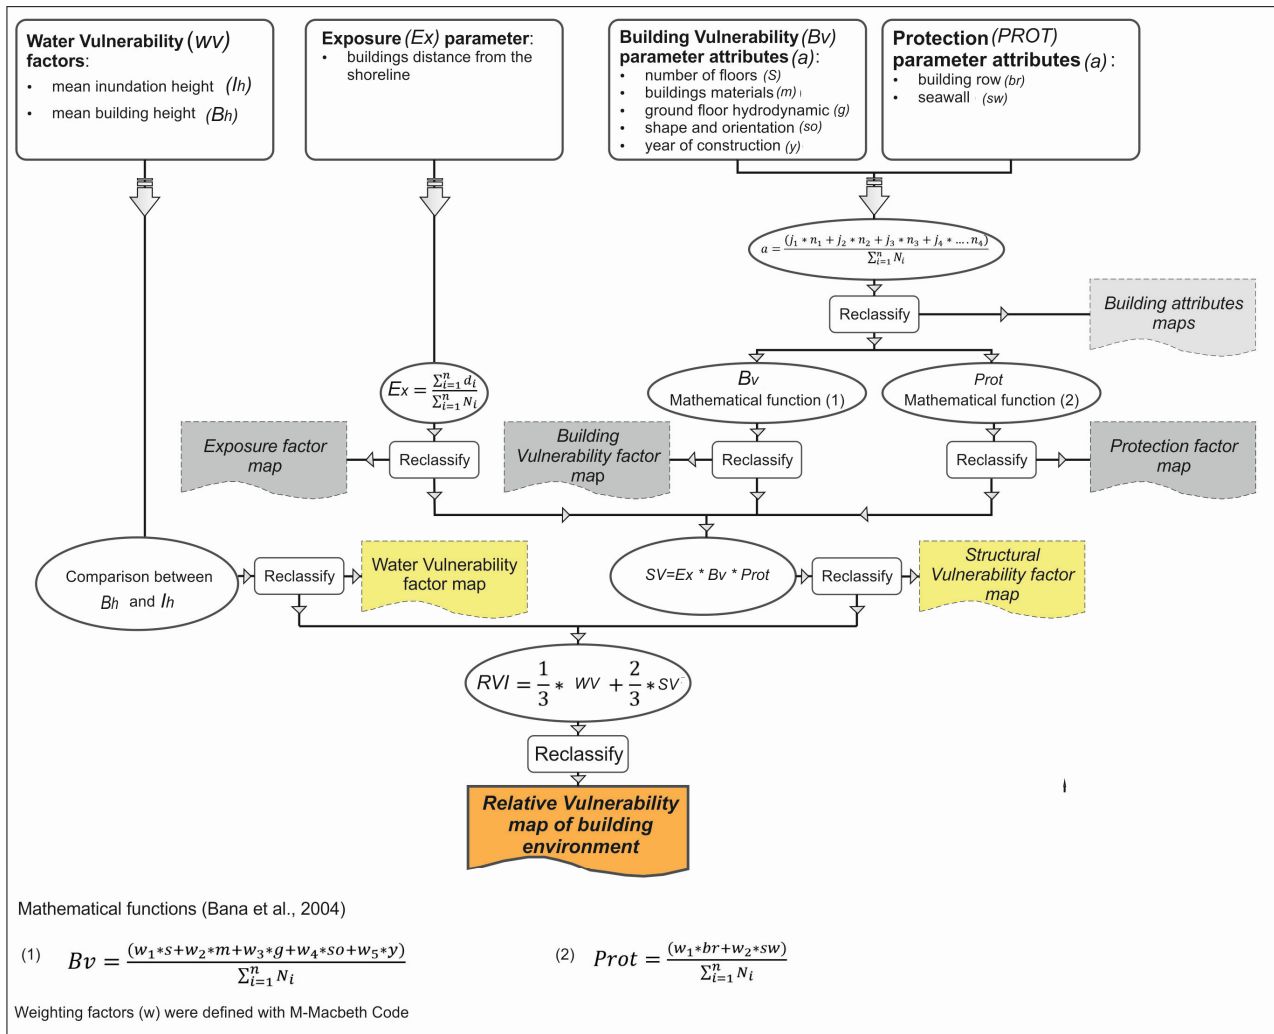 Water Vulnerability (WV)
factors:
• mean inundation height (Ih)
• mean building height (Bh)
Exposure (Ex) parameter:
• buildings distance from the
shoreline
Building Vulnerability (Bv)
parameter attributes (a):
• number of floors (S)
• buildings materials (m)
• ground floor hydrodynamic (g)
• shape and orientation (so)
• year of construction (y)
Protection (PROT)
parameter attributes (a) :
• building row (br)
• seawall (sw)
a = (j₁ * n₁ + j₂ * n₂ + j₃ * n₃ + j₄ * .... n₄) / ∑ⁿᵢ₌₁ Nᵢ
Reclassify
Building attributes
maps
Ex = ∑ⁿᵢ₌₁ dᵢ / ∑ⁿᵢ₌₁ Nᵢ
Bv
Mathematical function (1)
Prot
Mathematical function (2)
Exposure factor
map
Reclassify
Building
Vulnerability factor
map
Reclassify
Reclassify
Protection factor
map
Comparison between
Bh and Ih
Reclassify
Water Vulnerability
factor map
SV=Ex * Bv * Prot
Reclassify
Structural
Vulnerability factor
map
RVI = 1/3 * WV + 2/3 * SV
Reclassify
Relative Vulnerability
map of building
environment
Mathematical functions (Bana et al., 2004)
(1) Bv = (w₁*s+w₂*m+w₃*g+w₄*so+w₅*y) / ∑ⁿᵢ₌₁ Nᵢ
(2) Prot = (w₁*br+w₂*sw) / ∑ⁿᵢ₌₁ Nᵢ
Weighting factors (w) were defined with M-Macbeth Code